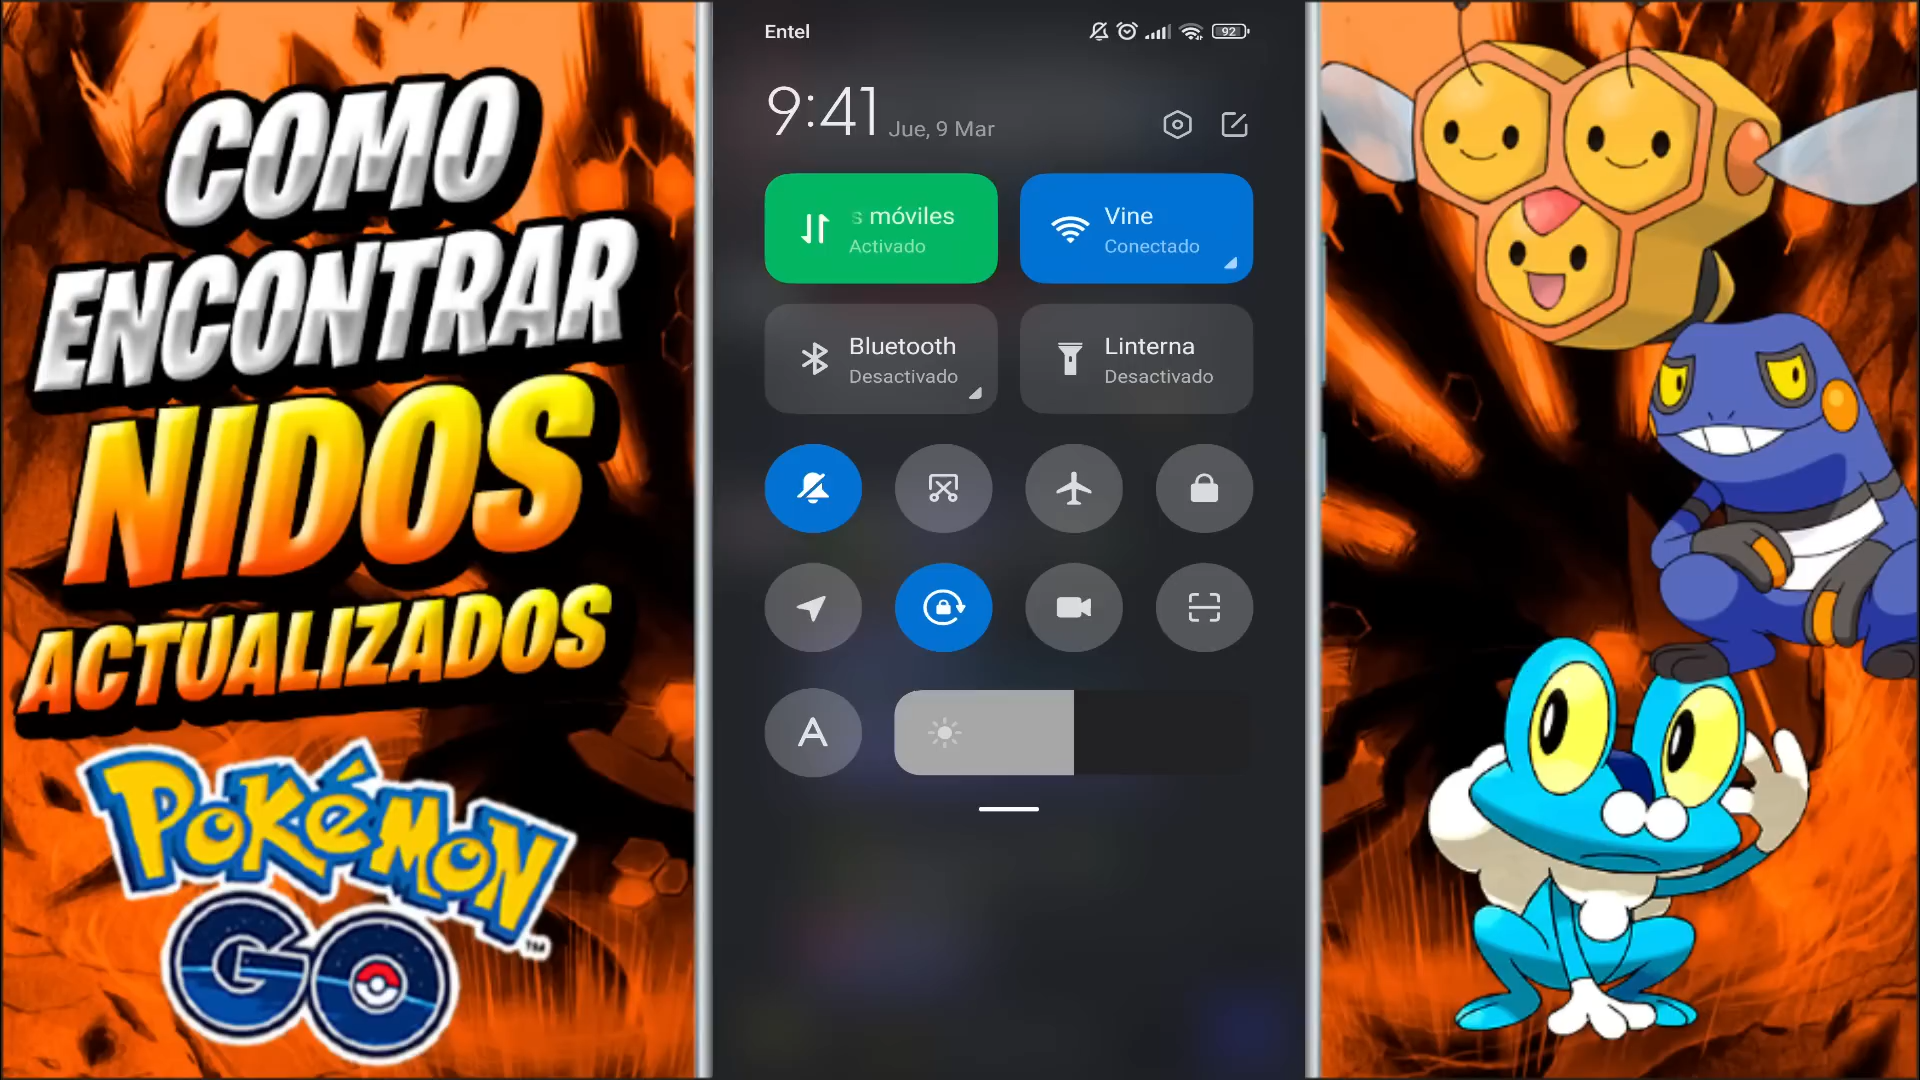 COMO
ENCONTRAR
NIDOS
ACTUALIZADOS
POKéMON
GO
TM
Entel
92
9:41
Jue, 9 Mar
s móviles
Activado
Vine
Conectado
Bluetooth
Desactivado
Linterna
Desactivado
A